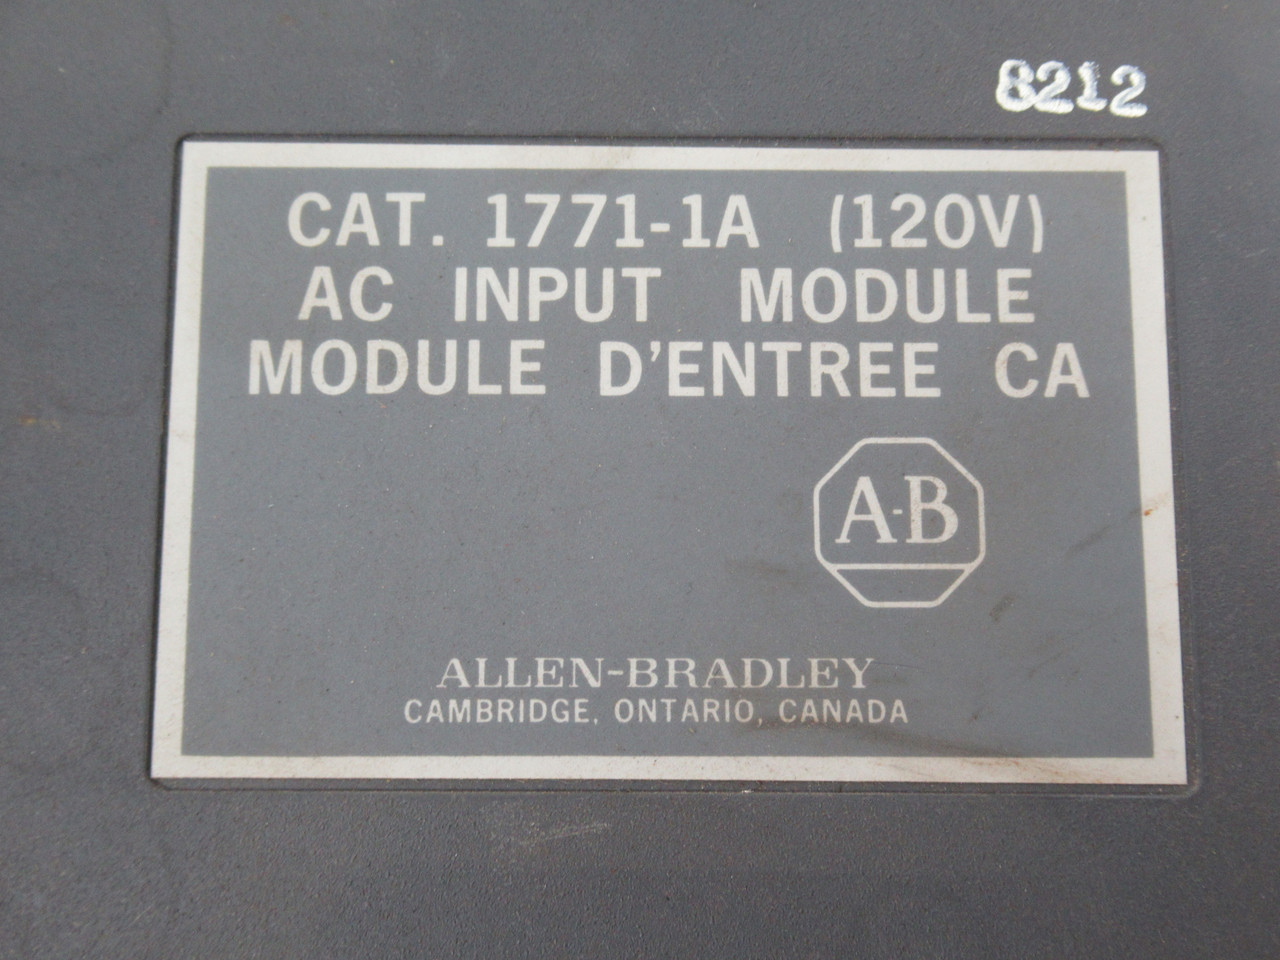 8212
CAT. 1771-1A (120V)
AC INPUT MODULE
MODULE D'ENTREE CA
A-B
ALLEN-BRADLEY
CAMBRIDGE, ONTARIO, CANADA